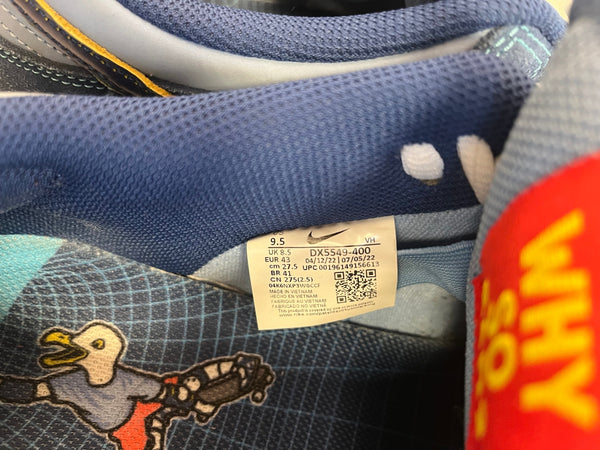 9.5 VH
UK 8.5 DX5549-400
EUR 43 04/12/22 | 07/05/22
cm 27.5 UPC 00196149156613
BR 41
CN 275(2.5)
MADE IN VIETNAM
HECHO EN VIETNAM
FABRIQUÉ AU VIETNAM
FABRICADO NO VIETNAM
WHY
SO